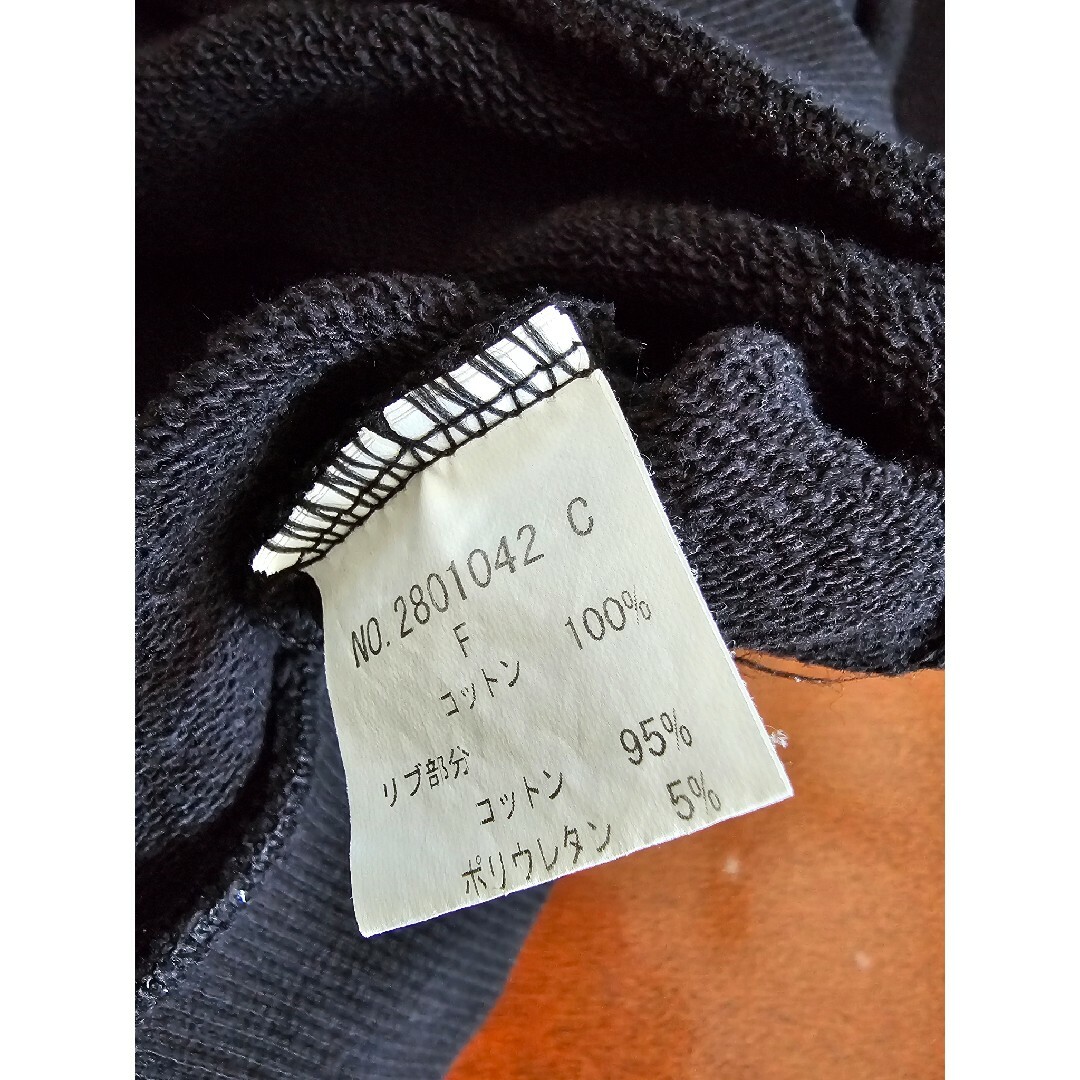 NO.2801042 C
F
コットン 100%
リブ部分
コットン 95%
ポリウレタン 5%